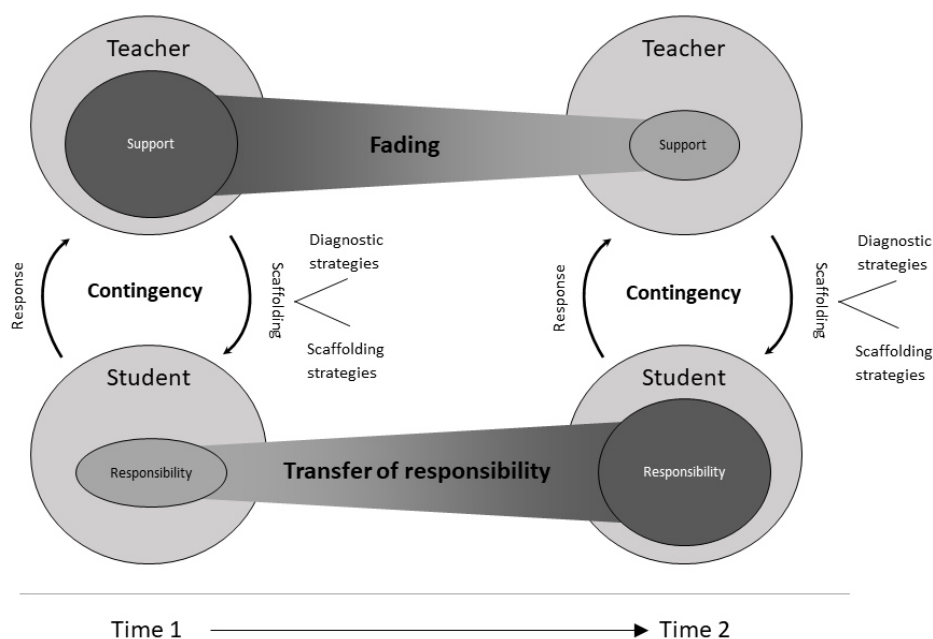 Teacher
Teacher
Support
Fading
Support
Response
Contingency
Scaffolding
Diagnostic
strategies
Scaffolding
strategies
Response
Contingency
Scaffolding
Diagnostic
strategies
Scaffolding
strategies
Student
Student
Responsibility
Transfer of responsibility
Responsibility
Time 1
Time 2